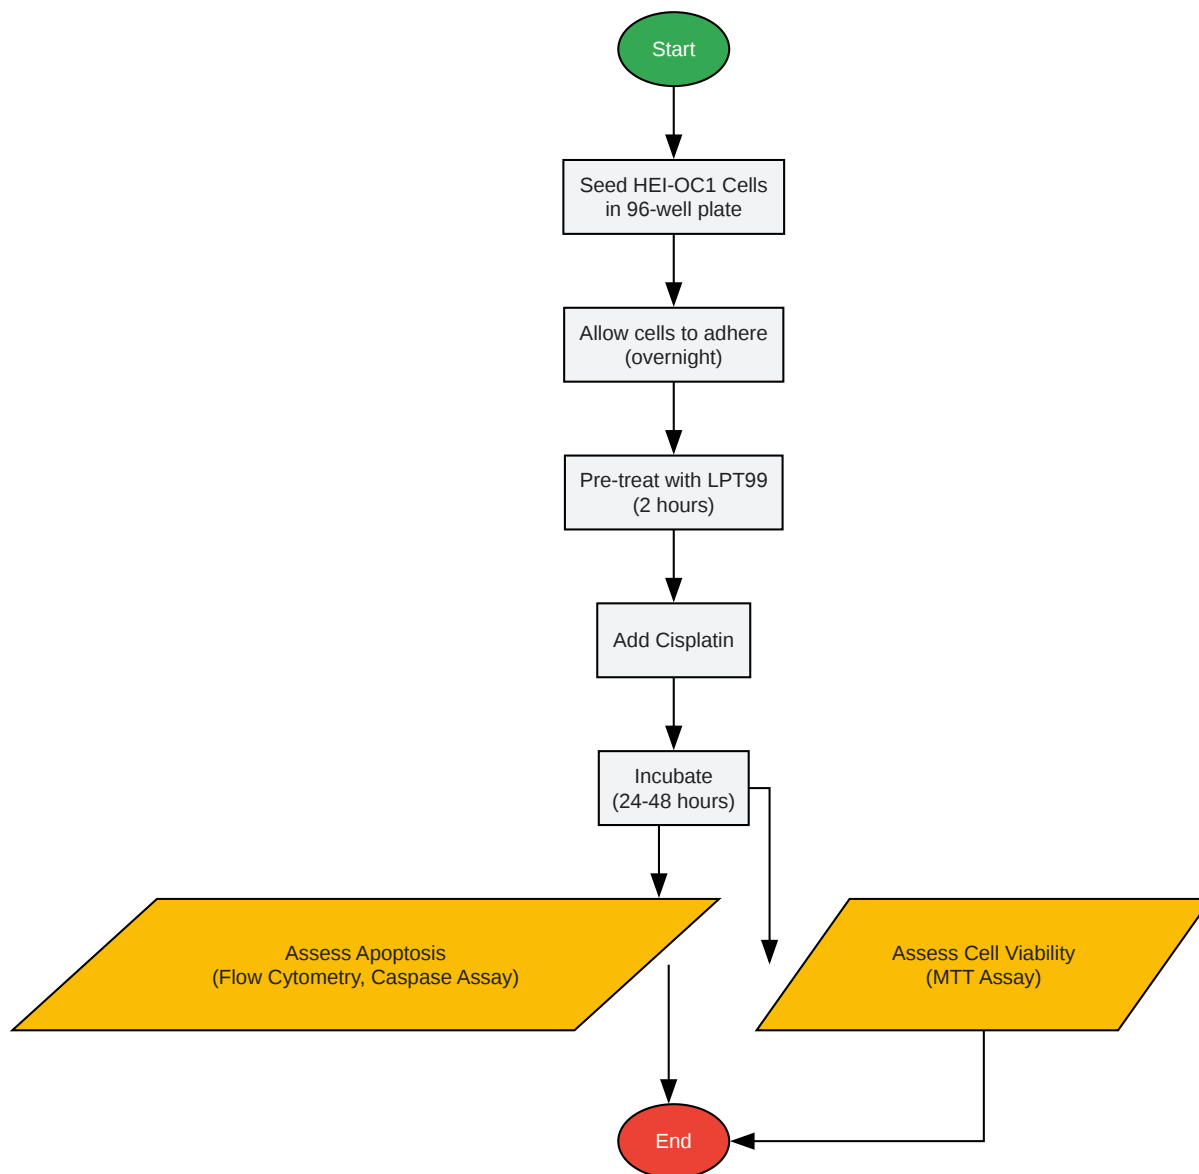 Start
Seed HEI-OC1 Cells
in 96-well plate
Allow cells to adhere
(overnight)
Pre-treat with LPT99
(2 hours)
Add Cisplatin
Incubate
(24-48 hours)
Assess Apoptosis
(Flow Cytometry, Caspase Assay)
Assess Cell Viability
(MTT Assay)
End